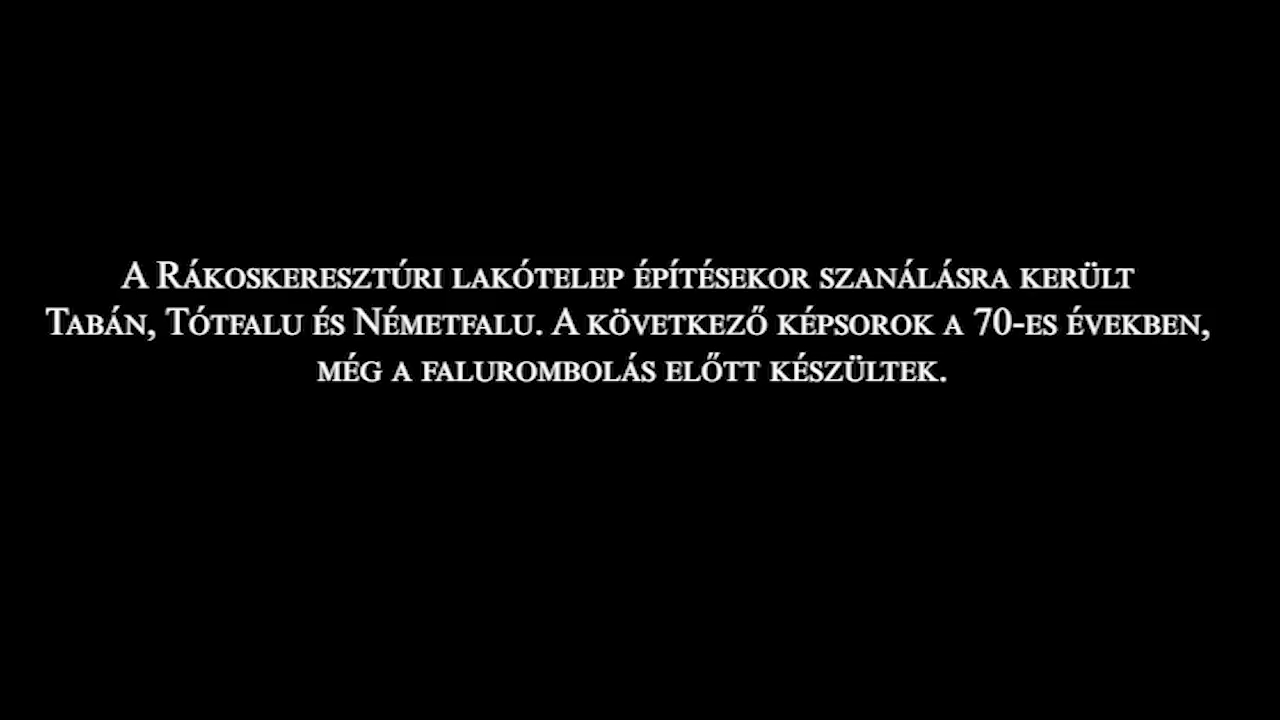 A Rákoskeresztúri lakótelep építésekor szanálásra került
Tabán, Tótfalu és Németfalu. A következő képsorok a 70-es években,
még a falurombolás előtt készültek.